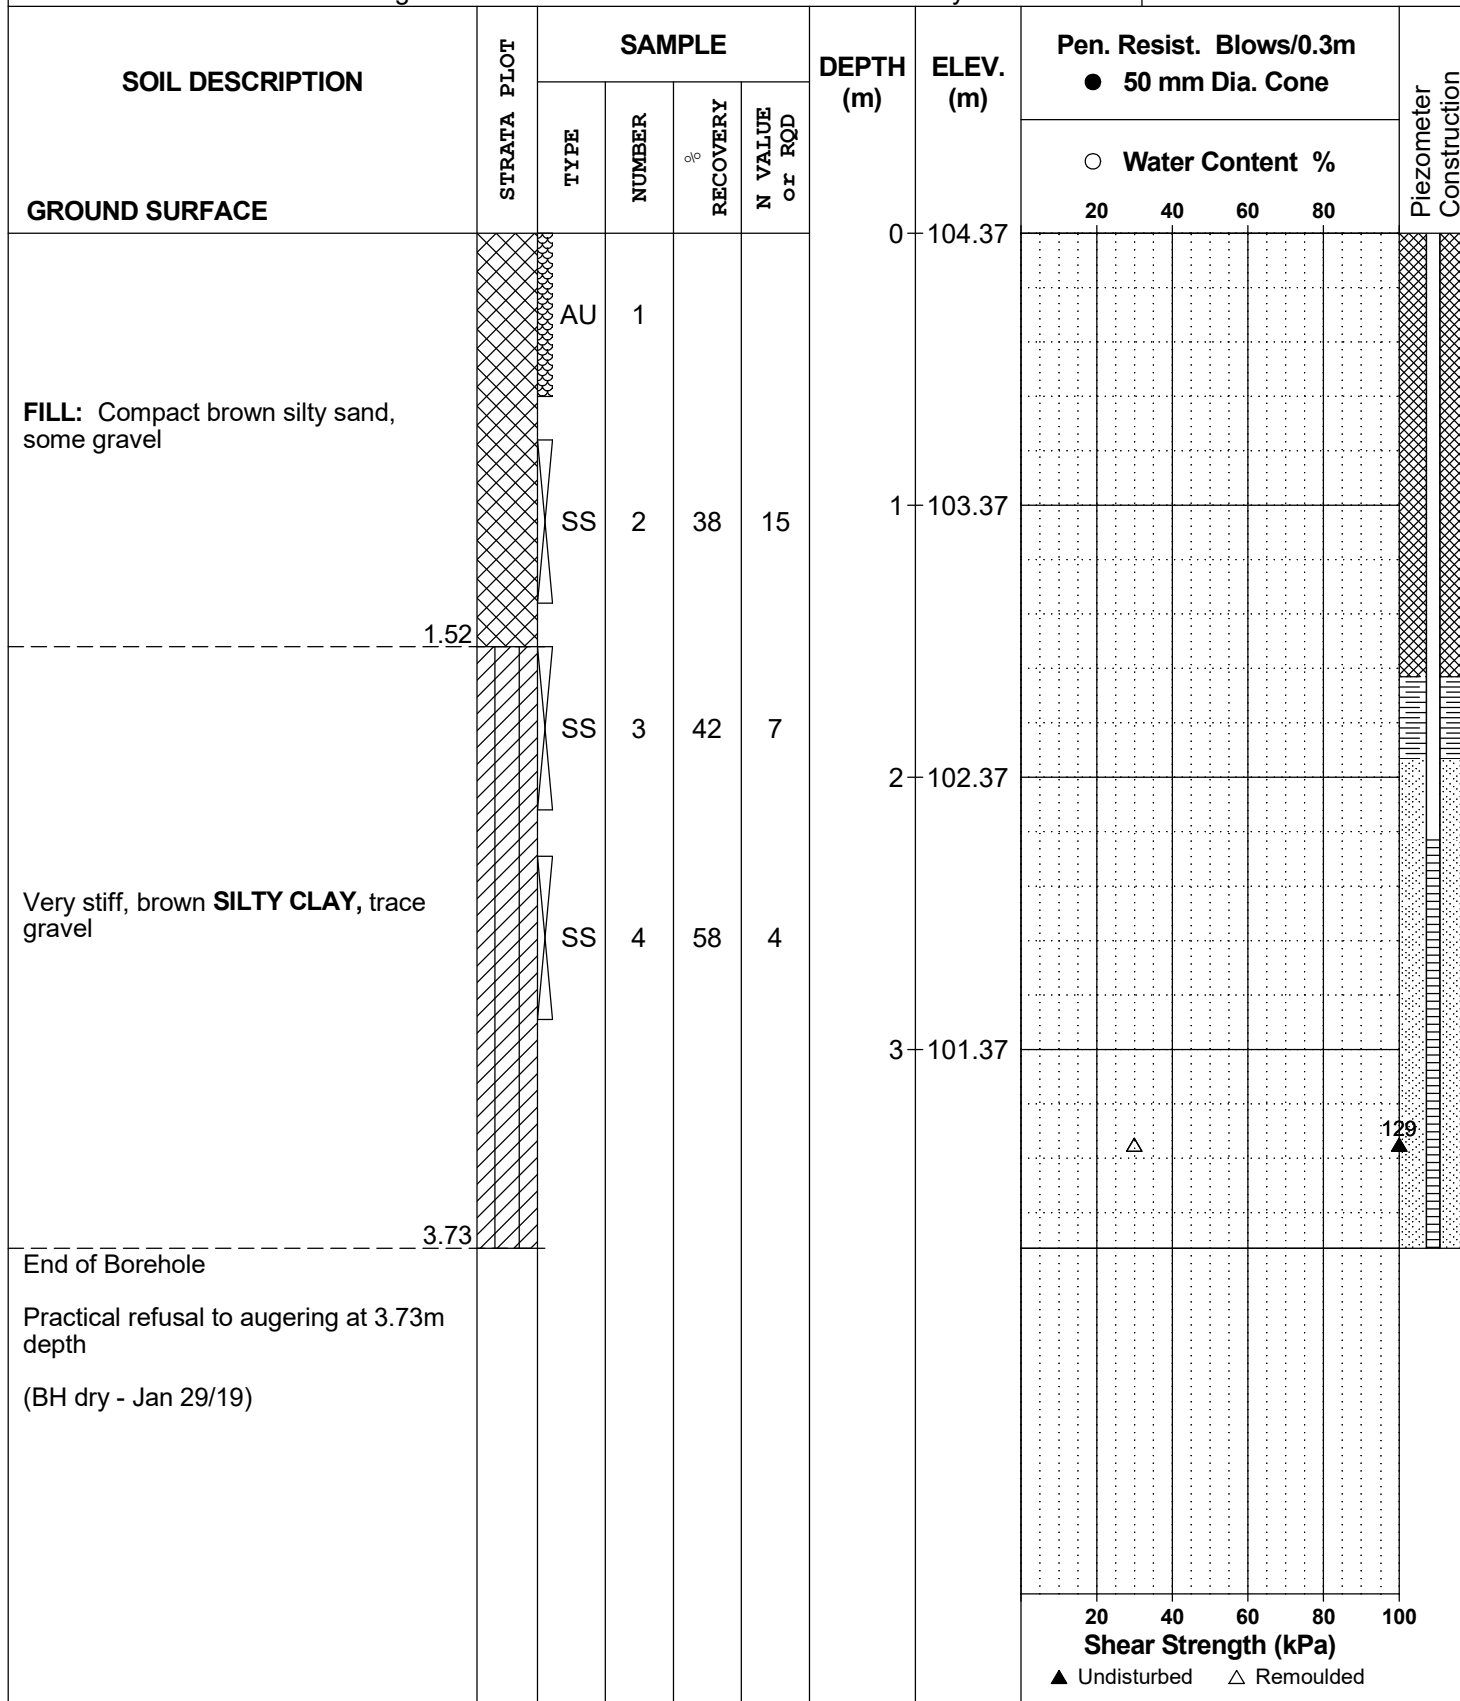 SOIL DESCRIPTION
GROUND SURFACE
STRATA PLOT
SAMPLE
TYPE
NUMBER
%
RECOVERY
N VALUE
or RQD
DEPTH
(m)
ELEV.
(m)
Pen. Resist. Blows/0.3m
● 50 mm Dia. Cone
○ Water Content %
20 40 60 80
Piezometer
Construction
0 104.37
AU 1
FILL: Compact brown silty sand,
some gravel
1 103.37
SS 2 38 15
1.52
SS 3 42 7
2 102.37
Very stiff, brown SILTY CLAY, trace
gravel
SS 4 58 4
3 101.37
129
3.73
End of Borehole
Practical refusal to augering at 3.73m
depth
(BH dry - Jan 29/19)
20 40 60 80 100
Shear Strength (kPa)
▲ Undisturbed △ Remoulded